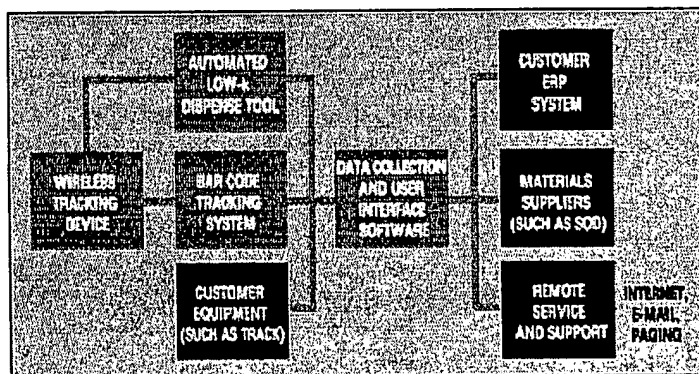 AUTOMATED
LOW-k
DISPENSE TOOL
CUSTOMER
ERP
SYSTEM
WIRELESS
TRACKING
DEVICE
BAR CODE
TRACKING
SYSTEM
DATA COLLECTION
AND USER
INTERFACE
SOFTWARE
MATERIALS
SUPPLIERS
(SUCH AS SOD)
CUSTOMER
EQUIPMENT
(SUCH AS TRACK)
REMOTE
SERVICE
AND SUPPORT
INTERNET,
E-MAIL,
PAGING